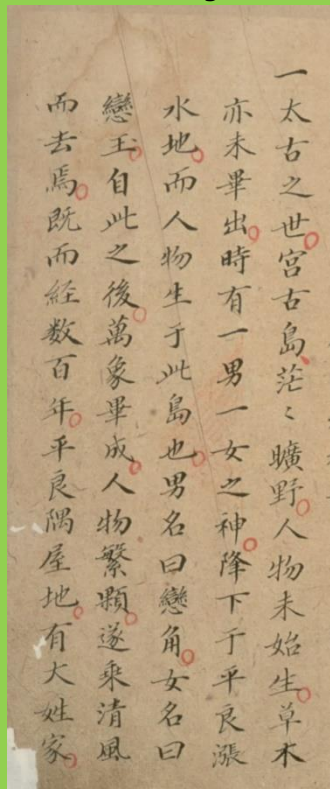 一太古之世宮古島茫〻曠野人物未始生草木
亦未畢出時有一男一女之神降下于平良漲
水地而人物生于此島也男名曰戀角女名曰
戀玉自此之後萬象畢成人物繁顆遂乘清風
而去焉既而経数百年平良隅屋地有大姓家